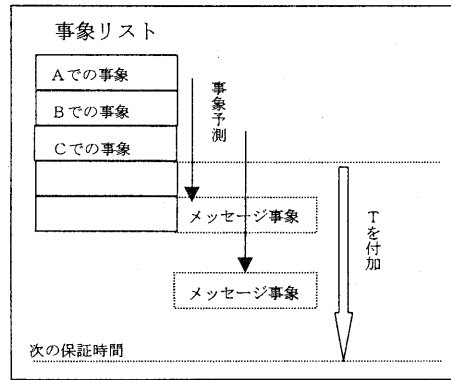 事象リスト
Aでの事象
Bでの事象
Cでの事象
事象予測
メッセージ事象
Tを付加
メッセージ事象
次の保証時間